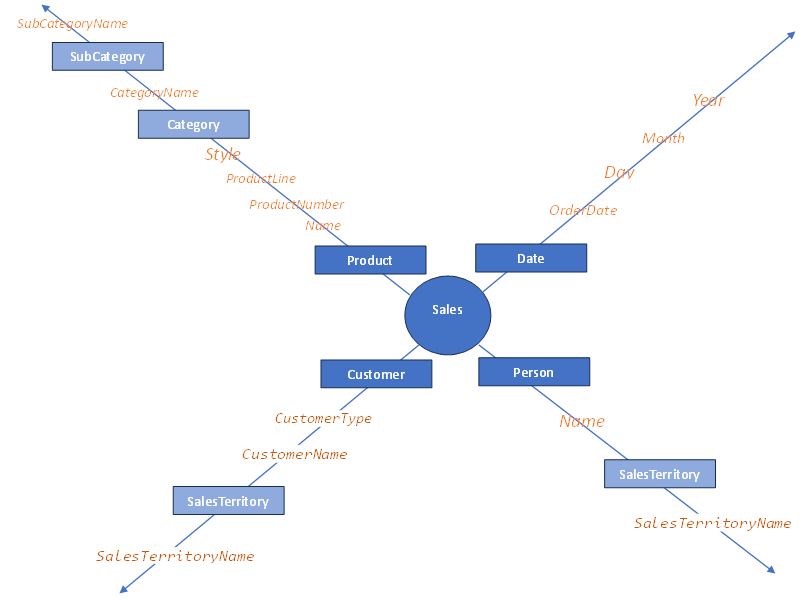 SubCategoryName
SubCategory
CategoryName
Category
Style
ProductLine
ProductNumber
Name
Product
Year
Month
Day
OrderDate
Date
Sales
Customer
CustomerType
CustomerName
SalesTerritory
SalesTerritoryName
Person
Name
SalesTerritory
SalesTerritoryName